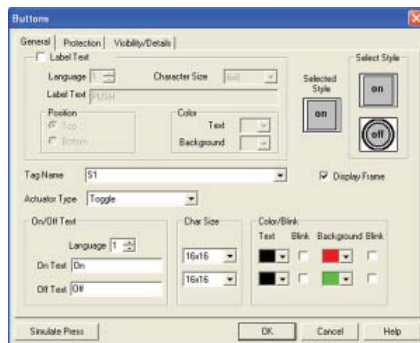 Buttons
General Protection Visibility/Details
Label Text
Language 1 Character Size 6x8
Label Text PUSH
Position
Top
Bottom
Color
Text
Background
Selected Style
on
Select Style
on
off
Tag Name S1
Display Frame
Actuator Type Toggle
On/Off Text
Language 1
On Text On
Off Text Off
Char Size
16x16
16x16
Color/Blink
Text Blink Background Blink
Simulate Press OK Cancel Help